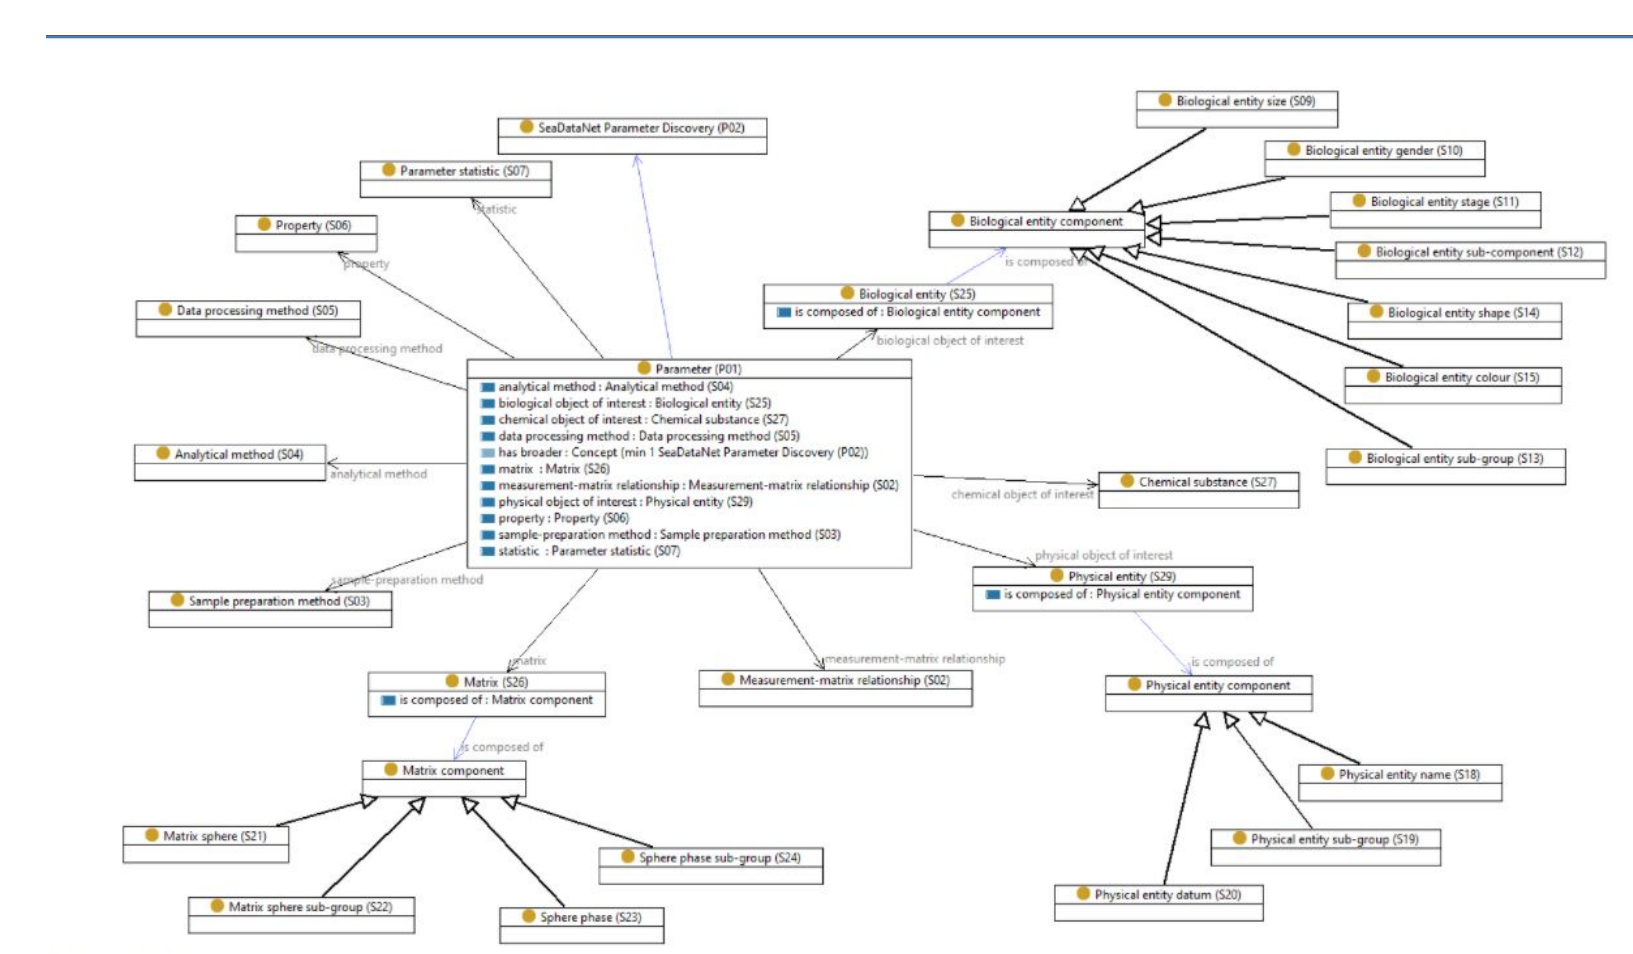 Biological entity size (S09)
SeaDataNet Parameter Discovery (P02)
Biological entity gender (S10)
Parameter statistic (S07)
statistic
Biological entity stage (S11)
Property (S06)
property
Biological entity component
is composed of
Biological entity sub-component (S12)
Biological entity (S25)
is composed of : Biological entity component
biological object of interest
Data processing method (S05)
data processing method
Biological entity shape (S14)
Biological entity colour (S15)
Parameter (P01)
analytical method : Analytical method (S04)
biological object of interest : Biological entity (S25)
chemical object of interest : Chemical substance (S27)
data processing method : Data processing method (S05)
has broader : Concept (min 1 SeaDataNet Parameter Discovery (P02))
matrix : Matrix (S26)
measurement-matrix relationship : Measurement-matrix relationship (S02)
physical object of interest : Physical entity (S29)
property : Property (S06)
sample-preparation method : Sample preparation method (S03)
statistic : Parameter statistic (S07)
Analytical method (S04)
analytical method
Biological entity sub-group (S13)
Chemical substance (S27)
chemical object of interest
physical object of interest
Physical entity (S29)
is composed of : Physical entity component
sample-preparation method
Sample preparation method (S03)
matrix
Matrix (S26)
is composed of : Matrix component
measurement-matrix relationship
Measurement-matrix relationship (S02)
is composed of
Physical entity component
is composed of
Matrix component
Physical entity name (S18)
Matrix sphere (S21)
Physical entity sub-group (S19)
Sphere phase sub-group (S24)
Physical entity datum (S20)
Matrix sphere sub-group (S22)
Sphere phase (S23)